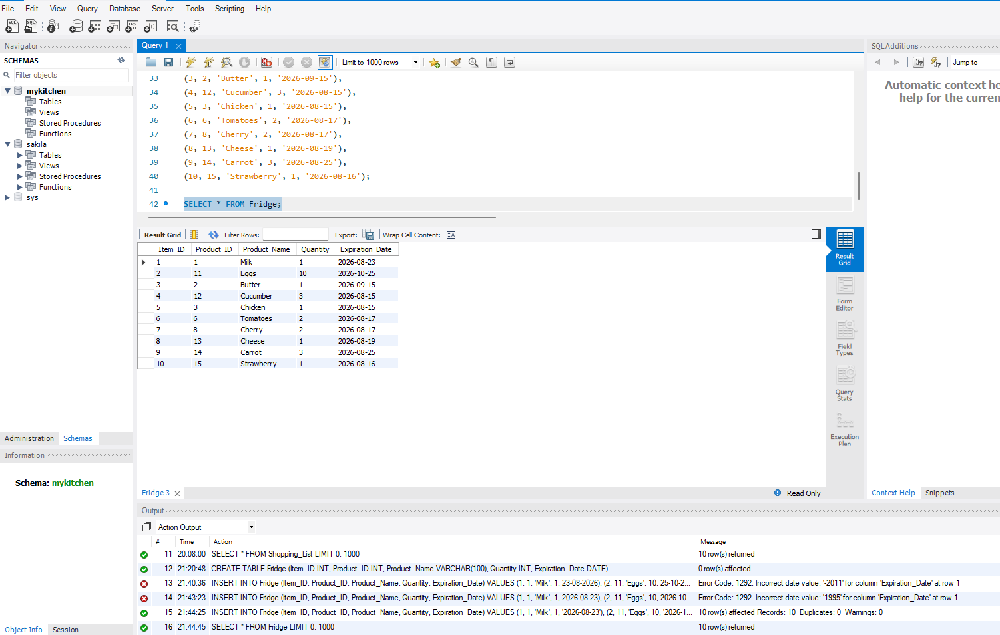 File Edit View Query Database Server Tools Scripting Help
Navigator
SCHEMAS
Filter objects
mykitchen
Tables
Views
Stored Procedures
Functions
sakila
Tables
Views
Stored Procedures
Functions
sys
Administration Schemas
Information
Schema: mykitchen
Object Info Session
Query 1
Limit to 1000 rows
33 (3, 2, 'Butter', 1, '2026-09-15'),
34 (4, 12, 'Cucumber', 3, '2026-08-15'),
35 (5, 3, 'Chicken', 1, '2026-08-15'),
36 (6, 6, 'Tomatoes', 2, '2026-08-17'),
37 (7, 8, 'Cherry', 2, '2026-08-17'),
38 (8, 13, 'Cheese', 1, '2026-08-19'),
39 (9, 14, 'Carrot', 3, '2026-08-25'),
40 (10, 15, 'Strawberry', 1, '2026-08-16');
41
42 SELECT * FROM Fridge;
Result Grid Filter Rows: Export: Wrap Cell Content:
Item_ID Product_ID Product_Name Quantity Expiration_Date
1 1 Milk 1 2026-08-23
2 11 Eggs 10 2026-10-25
3 2 Butter 1 2026-09-15
4 12 Cucumber 3 2026-08-15
5 3 Chicken 1 2026-08-15
6 6 Tomatoes 2 2026-08-17
7 8 Cherry 2 2026-08-17
8 13 Cheese 1 2026-08-19
9 14 Carrot 3 2026-08-25
10 15 Strawberry 1 2026-08-16
Result
Grid
Form
Editor
Field
Types
Query
Stats
Execution
Plan
Fridge 3 Read Only
SQLAdditions
Jump to
Automatic context he
help for the curren
Context Help Snippets
Output
Action Output
# Time Action Message
11 20:08:00 SELECT * FROM Shopping_List LIMIT 0, 1000 10 row(s) returned
12 21:20:48 CREATE TABLE Fridge (Item_ID INT, Product_ID INT, Product_Name VARCHAR(100), Quantity INT, Expiration_Date DATE) 0 row(s) affected
13 21:40:36 INSERT INTO Fridge (Item_ID, Product_ID, Product_Name, Quantity, Expiration_Date) VALUES (1, 1, 'Milk', 1, 23-08-2026), (2, 11, 'Eggs', 10, 25-10-2... Error Code: 1292. Incorrect date value: '-2011' for column 'Expiration_Date' at row 1
14 21:43:23 INSERT INTO Fridge (Item_ID, Product_ID, Product_Name, Quantity, Expiration_Date) VALUES (1, 1, 'Milk', 1, 2026-08-23), (2, 11, 'Eggs', 10, 2026-10... Error Code: 1292. Incorrect date value: '1995' for column 'Expiration_Date' at row 1
15 21:44:25 INSERT INTO Fridge (Item_ID, Product_ID, Product_Name, Quantity, Expiration_Date) VALUES (1, 1, 'Milk', 1, '2026-08-23'), (2, 11, 'Eggs', 10, '2026-1... 10 row(s) affected Records: 10 Duplicates: 0 Warnings: 0
16 21:44:45 SELECT * FROM Fridge LIMIT 0, 1000 10 row(s) returned